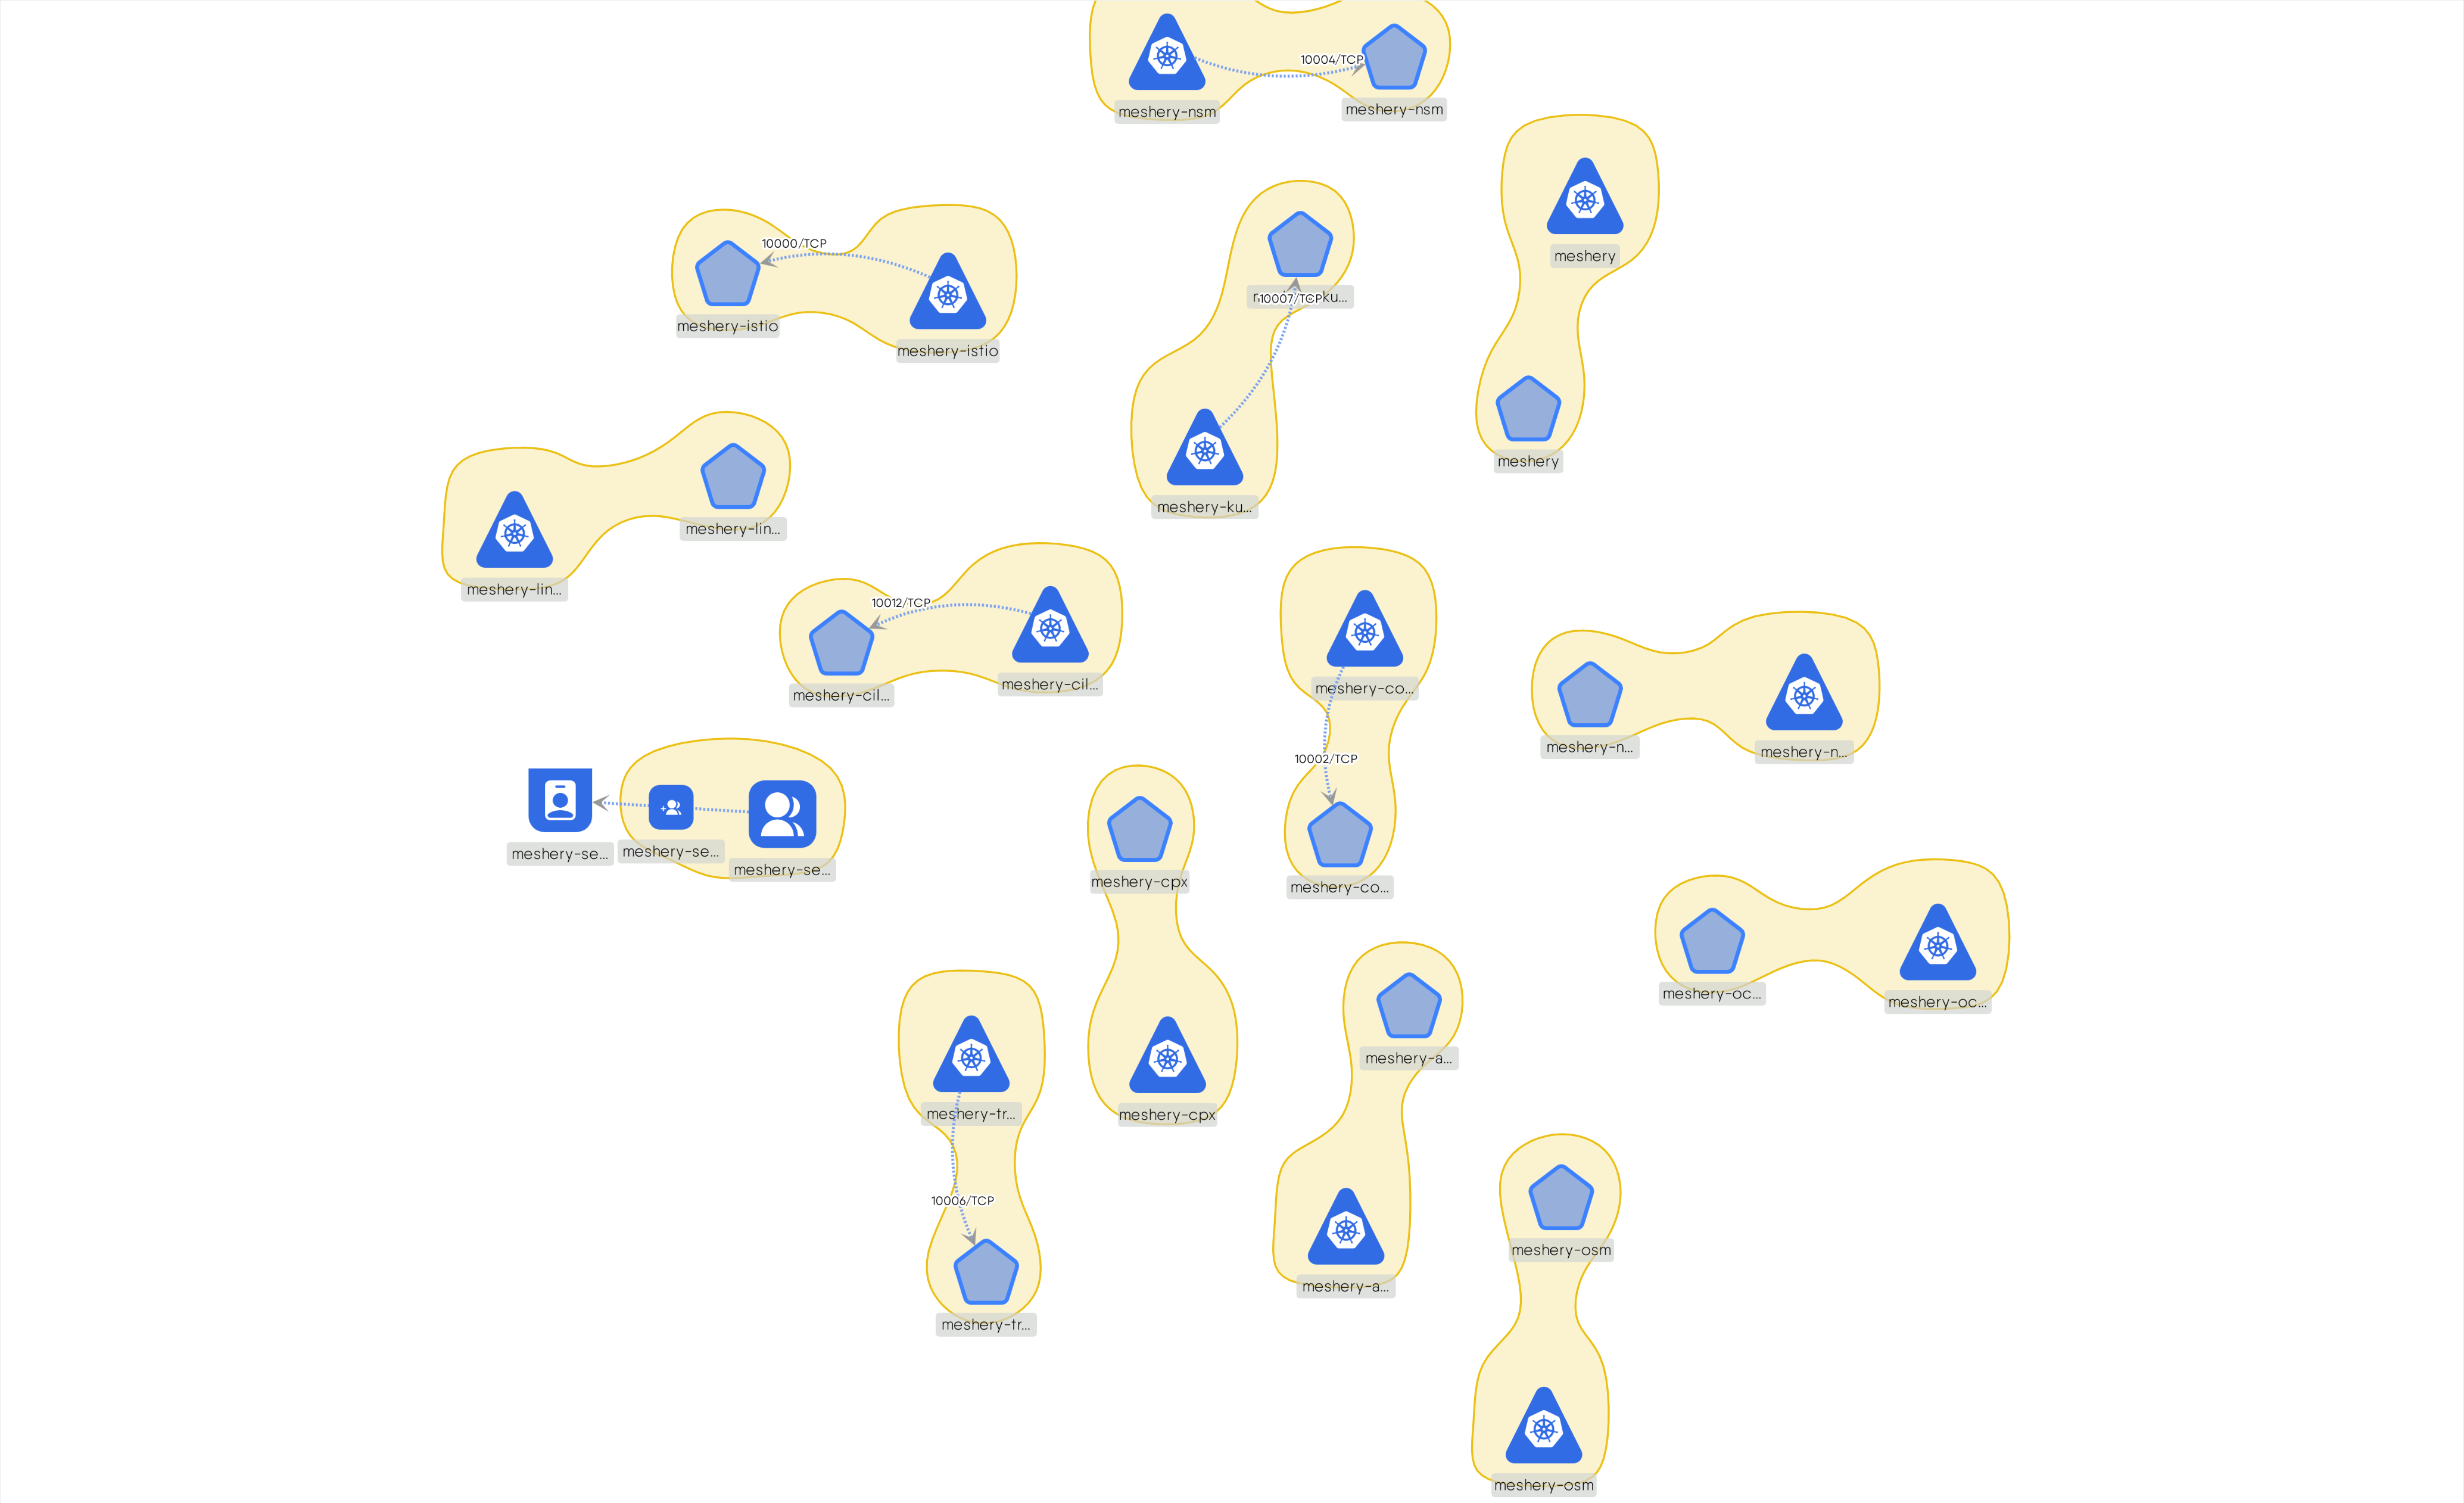 10004/TCP
meshery-nsm
meshery-nsm
meshery
10000/TCP
meshery-istio
meshery-istio
10007/TCP
ku...
meshery-ku...
meshery
meshery-lin...
meshery-lin...
10012/TCP
meshery-cil...
meshery-cil...
meshery-co...
10002/TCP
meshery-co...
meshery-n...
meshery-n...
meshery-se...
meshery-se...
meshery-se...
meshery-cpx
meshery-cpx
meshery-oc...
meshery-oc...
meshery-a...
meshery-a...
meshery-tr...
10006/TCP
meshery-tr...
meshery-osm
meshery-osm